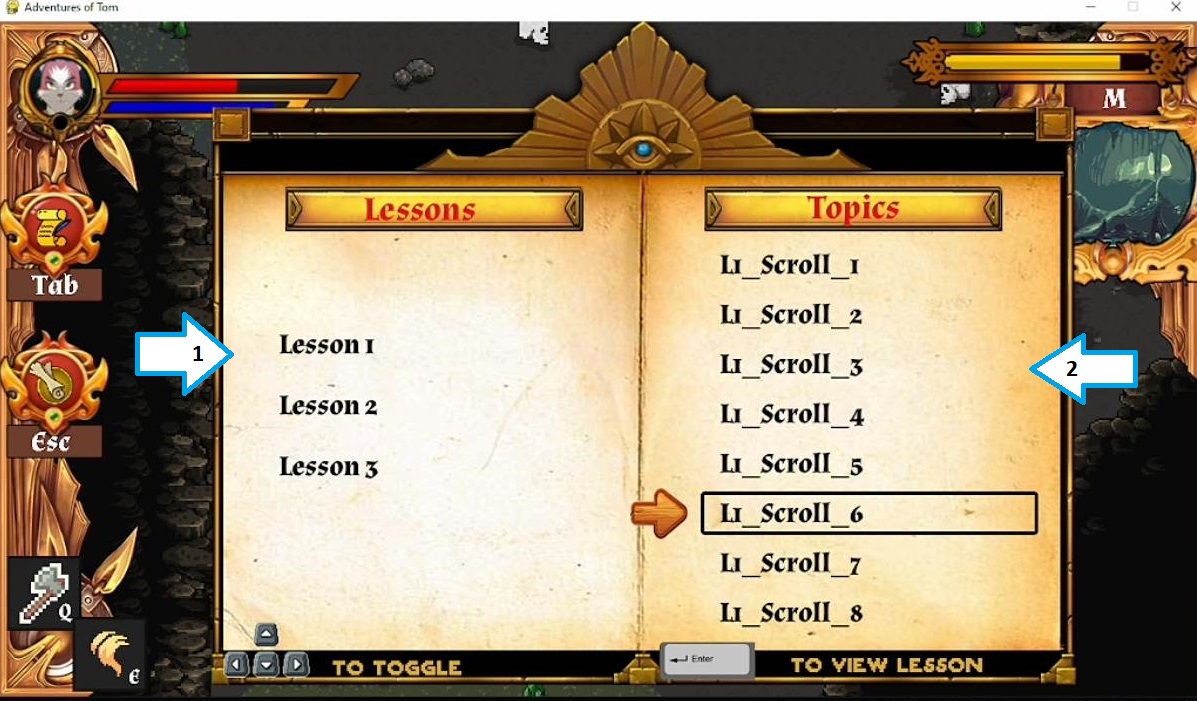 Adventures of Tom
M
Lessons
Topics
Tab
Esc
Q
E
1
Lesson 1
Lesson 2
Lesson 3
2
L1_Scroll_1
L1_Scroll_2
L1_Scroll_3
L1_Scroll_4
L1_Scroll_5
L1_Scroll_6
L1_Scroll_7
L1_Scroll_8
TO TOGGLE
Enter
TO VIEW LESSON